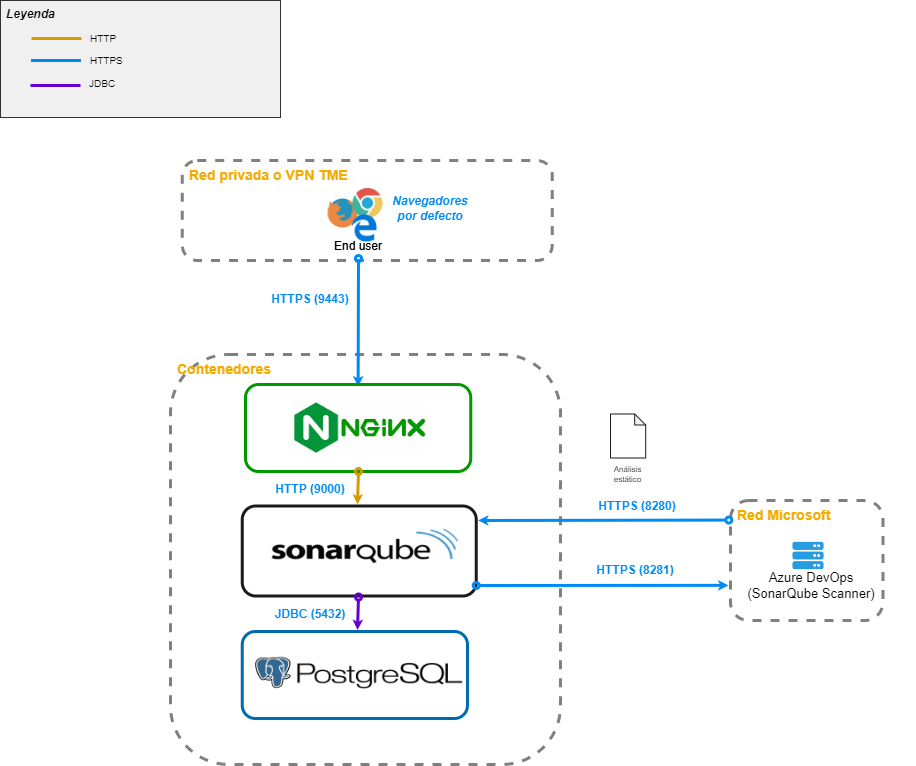 Leyenda
HTTP
HTTPS
JDBC
Red privada o VPN TME
Navegadores
por defecto
End user
HTTPS (9443)
Contenedores
NGINX
HTTP (9000)
sonarqube
JDBC (5432)
PostgreSQL
Análisis
estático
HTTPS (8280)
HTTPS (8281)
Red Microsoft
Azure DevOps
(SonarQube Scanner)